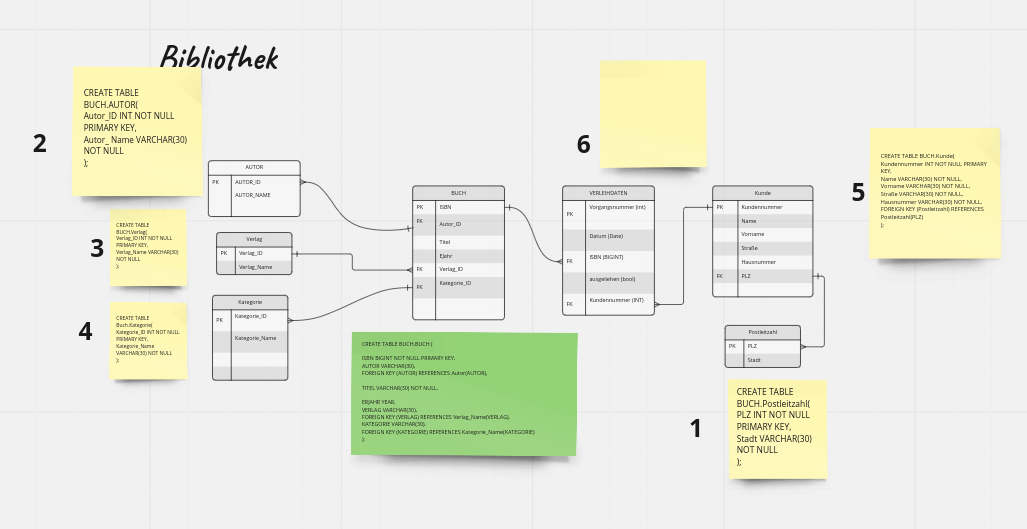 Bibliothek
2
CREATE TABLE
BUCH.AUTOR(
Autor_ID INT NOT NULL
PRIMARY KEY,
Autor_ Name VARCHAR(30)
NOT NULL
);
3
CREATE TABLE
BUCH.Verlag(
Verlag_ID INT NOT NULL
PRIMARY KEY,
Verlag_Name VARCHAR(30)
NOT NULL
);
4
CREATE TABLE
Buch.Kategorie(
Kategorie_ID INT NOT NULL
PRIMARY KEY,
Kategorie_Name
VARCHAR(30) NOT NULL
);
AUTOR
PK AUTOR_ID
AUTOR_NAME
Verlag
PK Verlag_ID
Verlag_Name
Kategorie
PK Kategorie_ID
Kategorie_Name
BUCH
PK ISBN
FK Autor_ID
Titel
EJahr
FK Verlag_ID
FK Kategorie_ID
CREATE TABLE BUCH.BUCH (
ISBN BIGINT NOT NULL PRIMARY KEY,
AUTOR VARCHAR(30),
FOREIGN KEY (AUTOR) REFERENCES Autor(AUTOR),
TITEL VARCHAR(30) NOT NULL,
ERJAHR YEAR,
VERLAG VARCHAR(30),
FOREIGN KEY (VERLAG) REFERENCES Verlag_Name(VERLAG),
KATEGORIE VARCHAR(30),
FOREIGN KEY (KATEGORIE) REFERENCES Kategorie_Name(KATEGORIE)
);
6
VERLEIHDATEN
PK Vorgangsnummer (int)
Datum (Date)
FK ISBN (BIGINT)
ausgeliehen (bool)
FK Kundennummer (INT)
Kunde
PK Kundennummer
Name
Vorname
Straße
Hausnummer
FK PLZ
Postleitzahl
PK PLZ
Stadt
1
CREATE TABLE
BUCH.Postleitzahl(
PLZ INT NOT NULL
PRIMARY KEY,
Stadt VARCHAR(30)
NOT NULL
);
5
CREATE TABLE BUCH.Kunde(
Kundennummer INT NOT NULL PRIMARY
KEY,
Name VARCHAR(30) NOT NULL,
Vorname VARCHAR(30) NOT NULL,
Straße VARCHAR(30) NOT NULL,
Hausnummer VARCHAR(30) NOT NULL,
FOREIGN KEY (Postleitzahl) REFERENCES
Postleitzahl(PLZ)
);